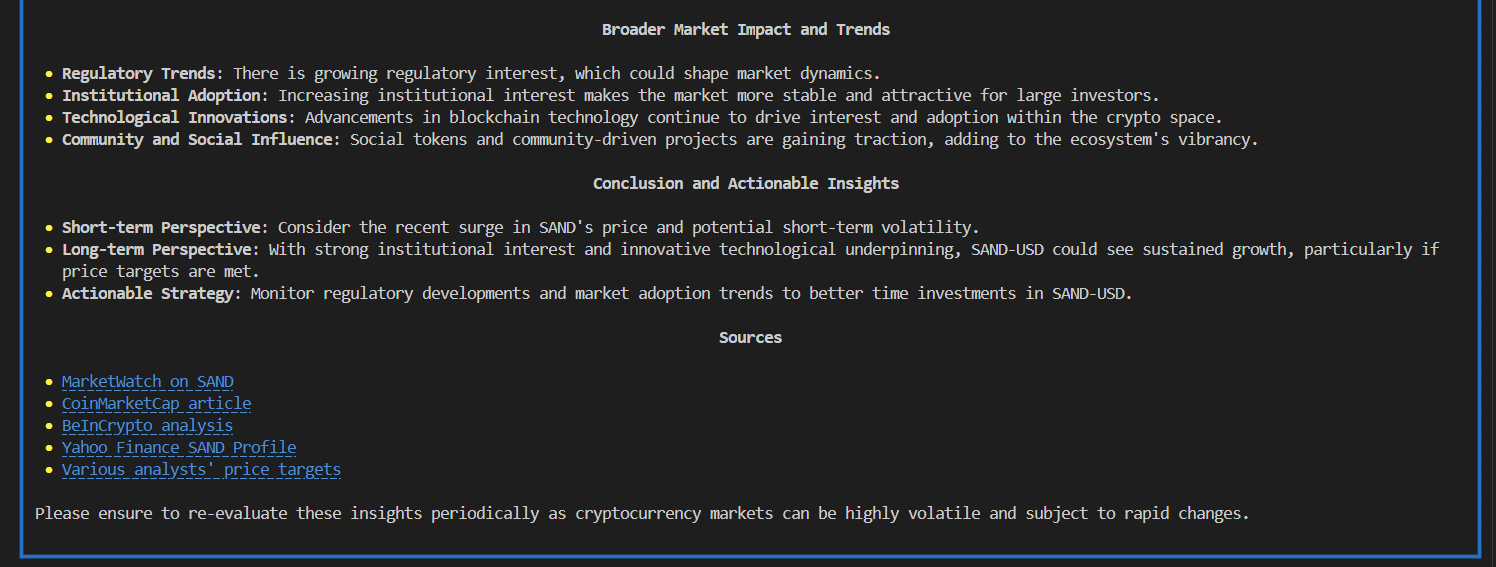 Broader Market Impact and Trends
• Regulatory Trends: There is growing regulatory interest, which could shape market dynamics.
• Institutional Adoption: Increasing institutional interest makes the market more stable and attractive for large investors.
• Technological Innovations: Advancements in blockchain technology continue to drive interest and adoption within the crypto space.
• Community and Social Influence: Social tokens and community-driven projects are gaining traction, adding to the ecosystem's vibrancy.
Conclusion and Actionable Insights
• Short-term Perspective: Consider the recent surge in SAND's price and potential short-term volatility.
• Long-term Perspective: With strong institutional interest and innovative technological underpinning, SAND-USD could see sustained growth, particularly if
price targets are met.
• Actionable Strategy: Monitor regulatory developments and market adoption trends to better time investments in SAND-USD.
Sources
• MarketWatch on SAND
• CoinMarketCap article
• BeInCrypto analysis
• Yahoo Finance SAND Profile
• Various analysts' price targets
Please ensure to re-evaluate these insights periodically as cryptocurrency markets can be highly volatile and subject to rapid changes.